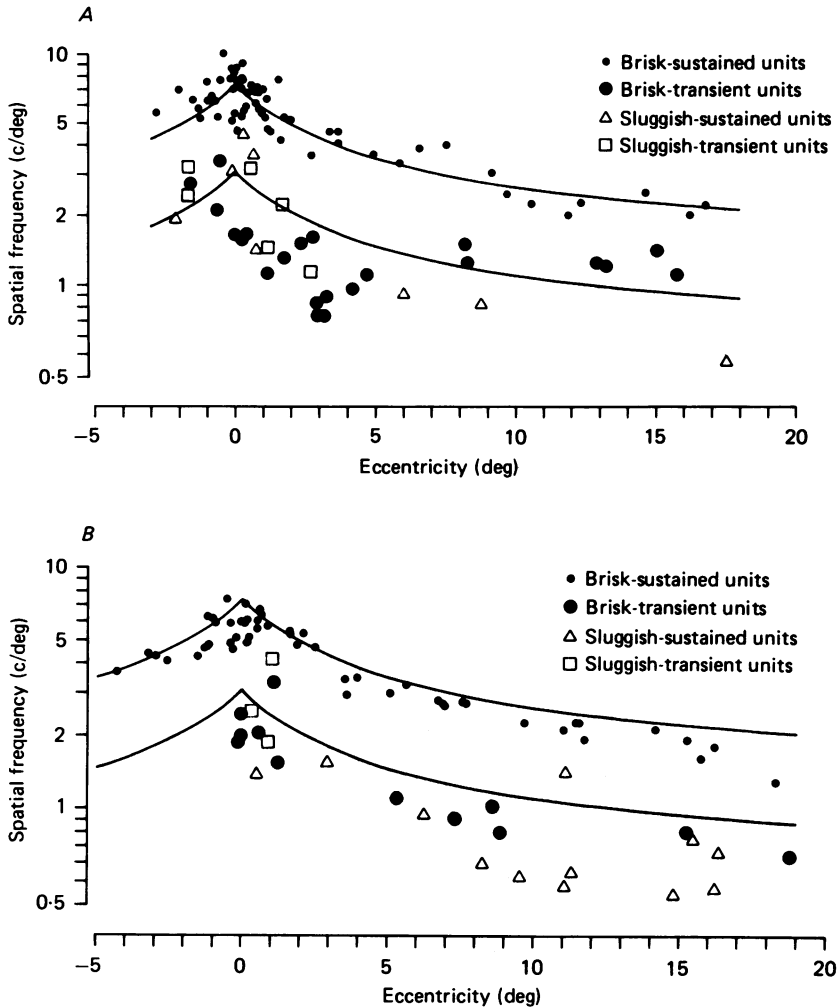 A
10
5
2
1
0·5
Spatial frequency (c/deg)
Brisk-sustained units
Brisk-transient units
Sluggish-sustained units
Sluggish-transient units
−5 0 5 10 15 20
Eccentricity (deg)
B
10
5
2
1
0·5
Spatial frequency (c/deg)
Brisk-sustained units
Brisk-transient units
Sluggish-sustained units
Sluggish-transient units
−5 0 5 10 15 20
Eccentricity (deg)